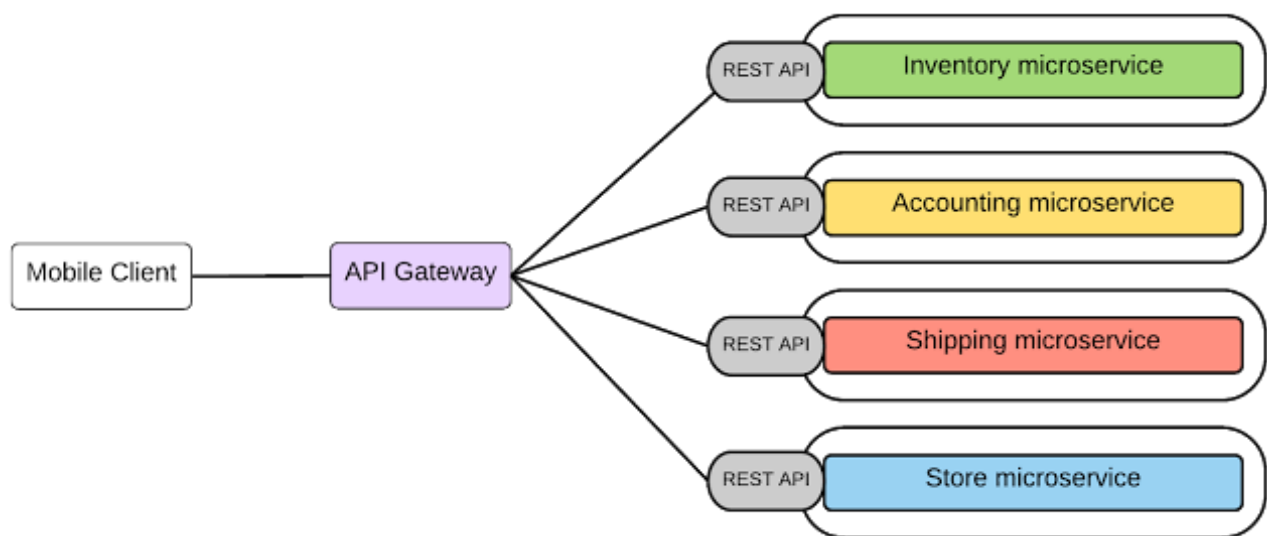 REST API
Inventory microservice
REST API
Accounting microservice
Mobile Client
API Gateway
REST API
Shipping microservice
REST API
Store microservice